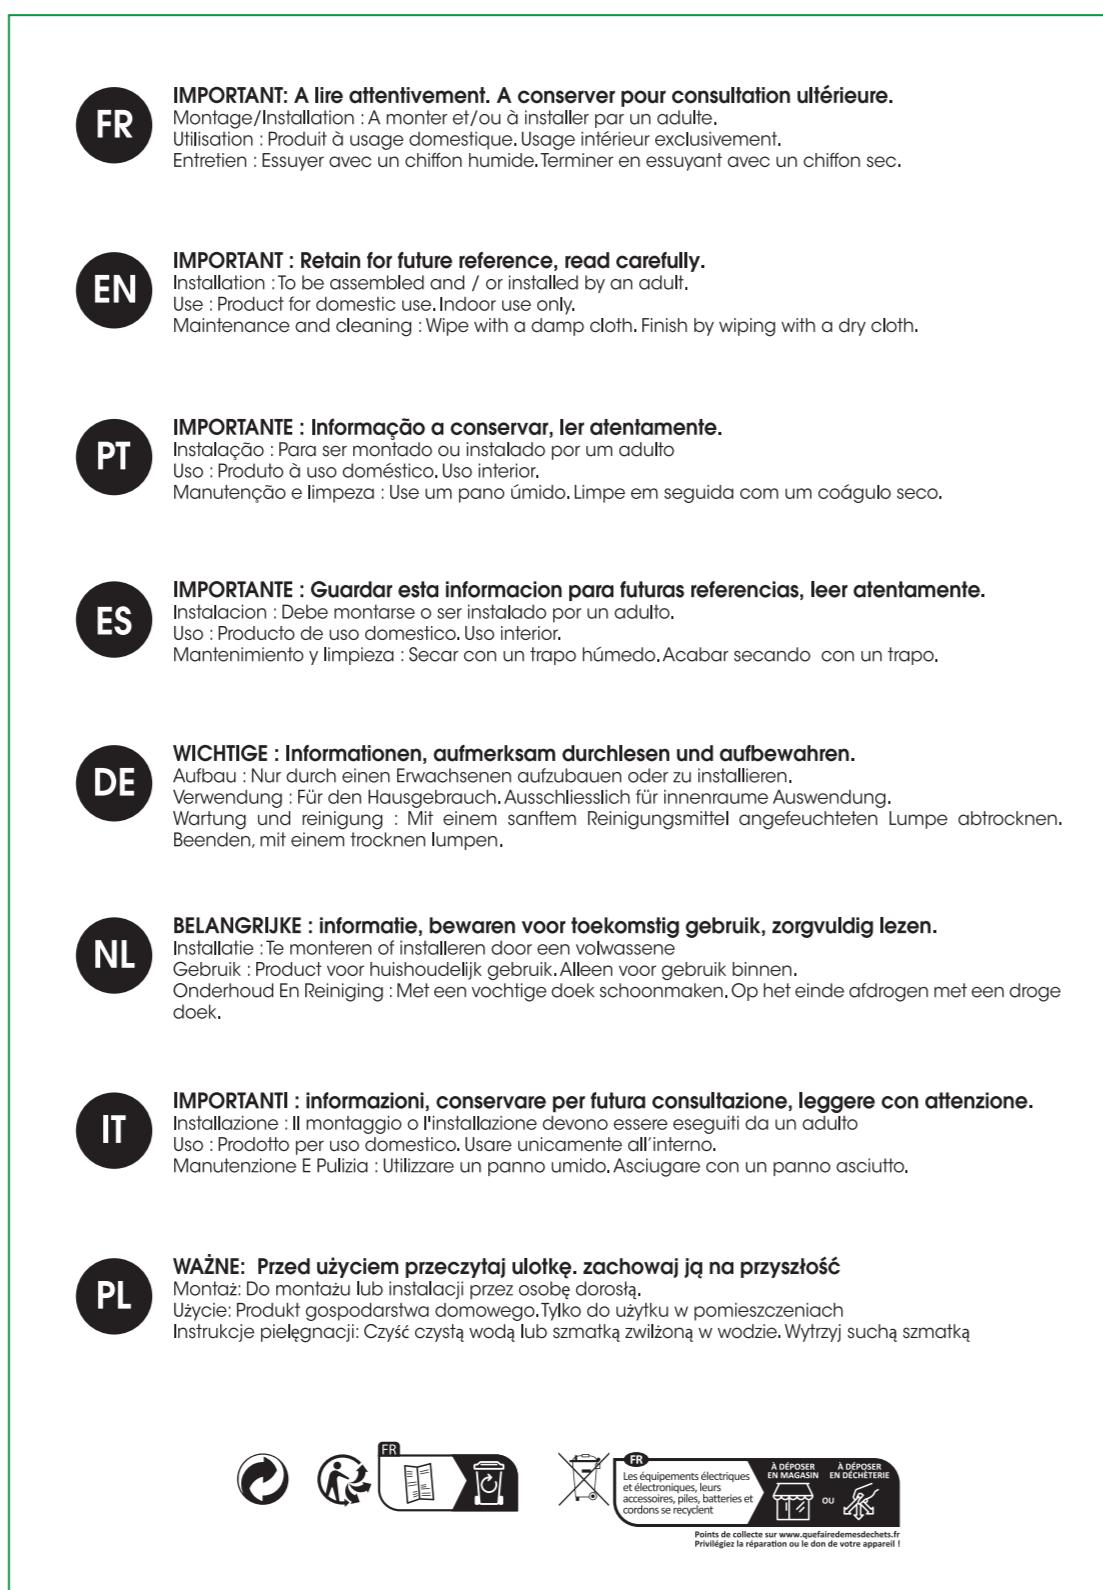 FR
IMPORTANT: A lire attentivement. A conserver pour consultation ultérieure.
Montage/Installation : A monter et/ou à installer par un adulte.
Utilisation : Produit à usage domestique. Usage intérieur exclusivement.
Entretien : Essuyer avec un chiffon humide. Terminer en essuyant avec un chiffon sec.
EN
IMPORTANT : Retain for future reference, read carefully.
Installation : To be assembled and / or installed by an adult.
Use : Product for domestic use. Indoor use only.
Maintenance and cleaning : Wipe with a damp cloth. Finish by wiping with a dry cloth.
PT
IMPORTANTE : Informação a conservar, ler atentamente.
Instalação : Para ser montado ou instalado por um adulto
Uso : Produto à uso doméstico. Uso interior.
Manutenção e limpeza : Use um pano úmido. Limpe em seguida com um coágulo seco.
ES
IMPORTANTE : Guardar esta informacion para futuras referencias, leer atentamente.
Instalacion : Debe montarse o ser instalado por un adulto.
Uso : Producto de uso domestico. Uso interior.
Mantenimiento y limpieza : Secar con un trapo húmedo. Acabar secando con un trapo.
DE
WICHTIGE : Informationen, aufmerksam durchlesen und aufbewahren.
Aufbau : Nur durch einen Erwachsenen aufzubauen oder zu installieren.
Verwendung : Für den Hausgebrauch. Ausschliesslich für innenraume Auswendung.
Wartung und reinigung : Mit einem sanftem Reinigungsmittel angefeuchteten Lumpe abtrocknen.
Beenden, mit einem trocknen lumpen.
NL
BELANGRIJKE : informatie, bewaren voor toekomstig gebruik, zorgvuldig lezen.
Installatie : Te monteren of installeren door een volwassene
Gebruik : Product voor huishoudelijk gebruik. Alleen voor gebruik binnen.
Onderhoud En Reiniging : Met een vochtige doek schoonmaken. Op het einde afdrogen met een droge
doek.
IT
IMPORTANTI : informazioni, conservare per futura consultazione, leggere con attenzione.
Installazione : Il montaggio o l'installazione devono essere eseguiti da un adulto
Uso : Prodotto per uso domestico. Usare unicamente all'interno.
Manutenzione E Pulizia : Utilizzare un panno umido. Asciugare con un panno asciutto.
PL
WAŻNE: Przed użyciem przeczytaj ulotkę. zachowaj ją na przyszłość
Montaż: Do montażu lub instalacji przez osobę dorosłą.
Użycie: Produkt gospodarstwa domowego. Tylko do użytku w pomieszczeniach
Instrukcje pielęgnacji: Czyść czystą wodą lub szmatką zwilżoną w wodzie. Wytrzyj suchą szmatką
FR
FR
Les équipements électriques
et électroniques, leurs
accessoires, piles, batteries et
cordons se recyclent
À DÉPOSER
EN MAGASIN
OU
À DÉPOSER
EN DÉCHÈTERIE
Points de collecte sur www.quefairedemesdechets.fr
Privilégiez la réparation ou le don de votre appareil !